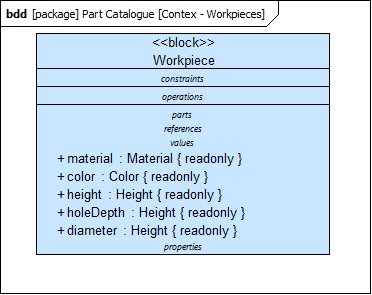 bdd [package] Part Catalogue [Contex - Workpieces]
<<block>>
Workpiece
constraints
operations
parts
references
values
+ material : Material { readonly }
+ color : Color { readonly }
+ height : Height { readonly }
+ holeDepth : Height { readonly }
+ diameter : Height { readonly }
properties